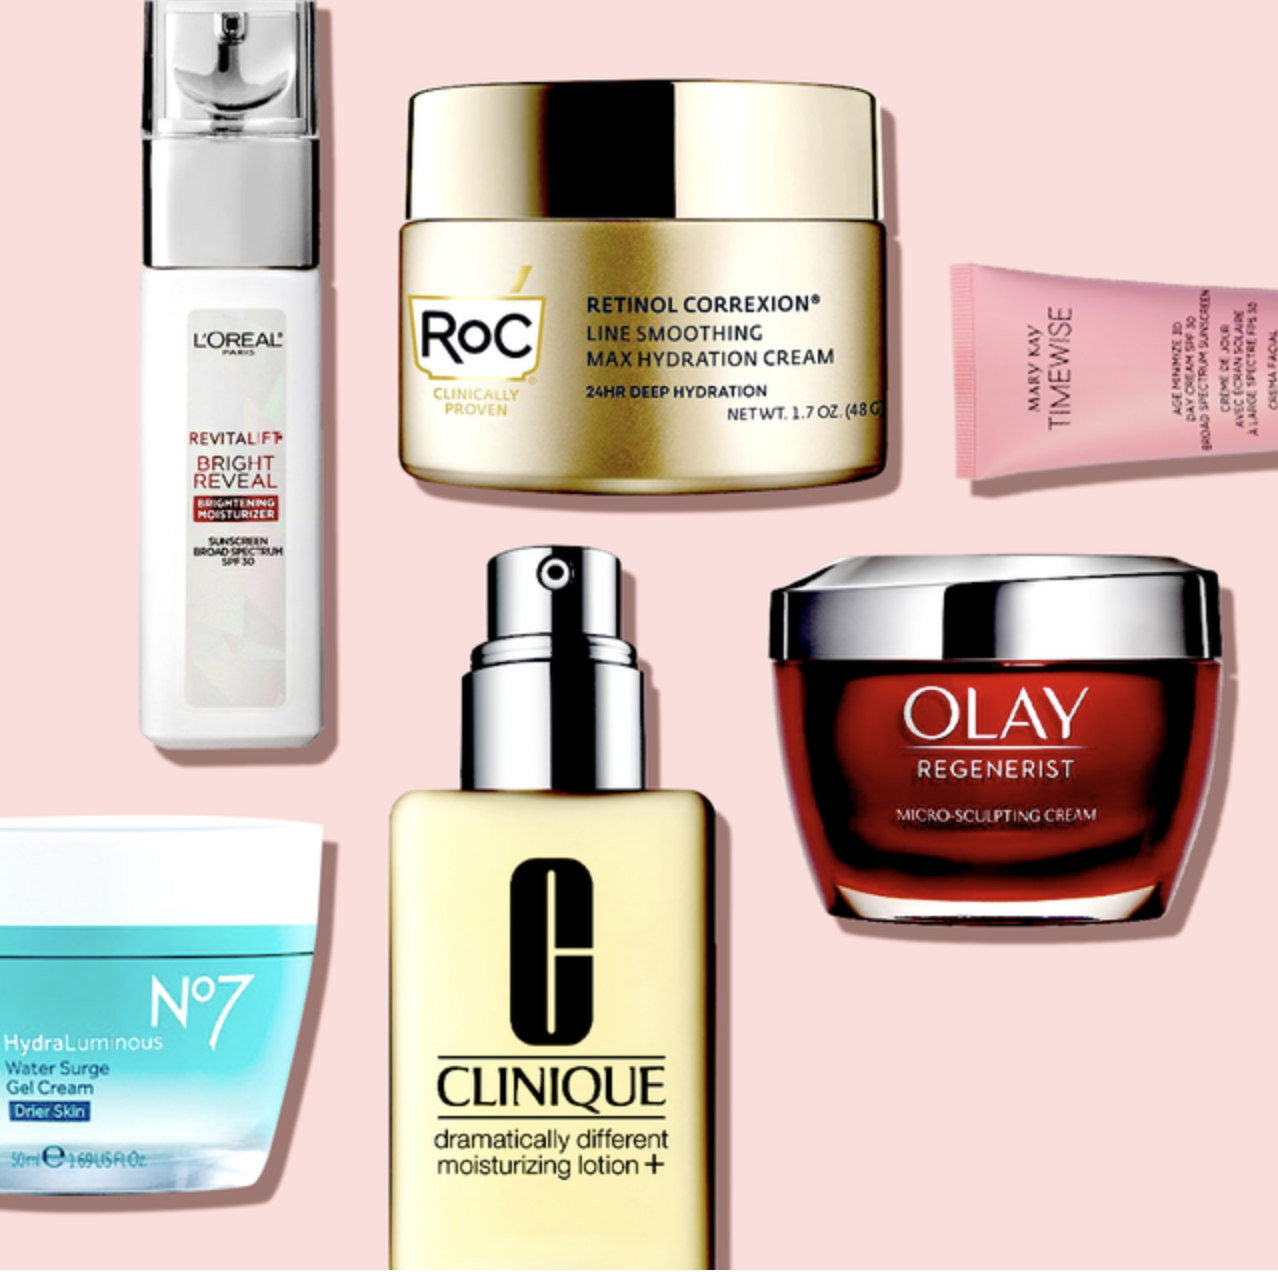 L'ORÉAL®
PARIS
REVITALIFT
BRIGHT
REVEAL
BRIGHTENING
MOISTURIZER
SUNSCREEN
BROAD SPECTRUM
SPF 30
RoC®
CLINICALLY
PROVEN
RETINOL CORREXION®
LINE SMOOTHING
MAX HYDRATION CREAM
24HR DEEP HYDRATION
NET WT. 1.7 OZ. (48 G
MARY KAY
TIMEWISE
AGE MINIMIZE 3D
DAY CREAM SPF 30
BROAD SPECTRUM SUNSCREEN
CRÈME DE JOUR
AVEC ÉCRAN SOLAIRE
À LARGE SPECTRE FPS 30
CREMA FACIAL
OLAY
REGENERIST
MICRO-SCULPTING CREAM
Nº7
HydraLuminous
Water Surge
Gel Cream
Drier Skin
50ml ℮ 1.69 US Fl Oz
C
CLINIQUE
dramatically different
moisturizing lotion+